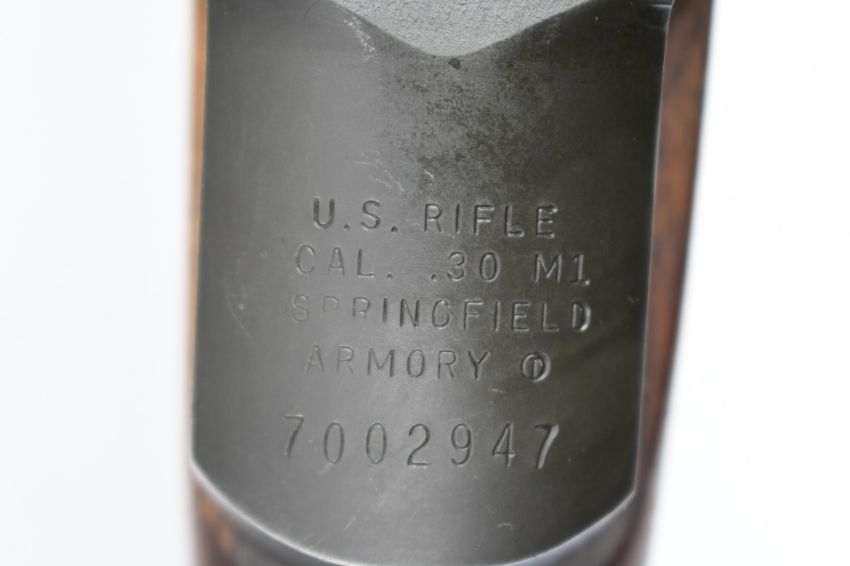 U.S. RIFLE
CAL. .30 M1
SPRINGFIELD
ARMORY
7002947